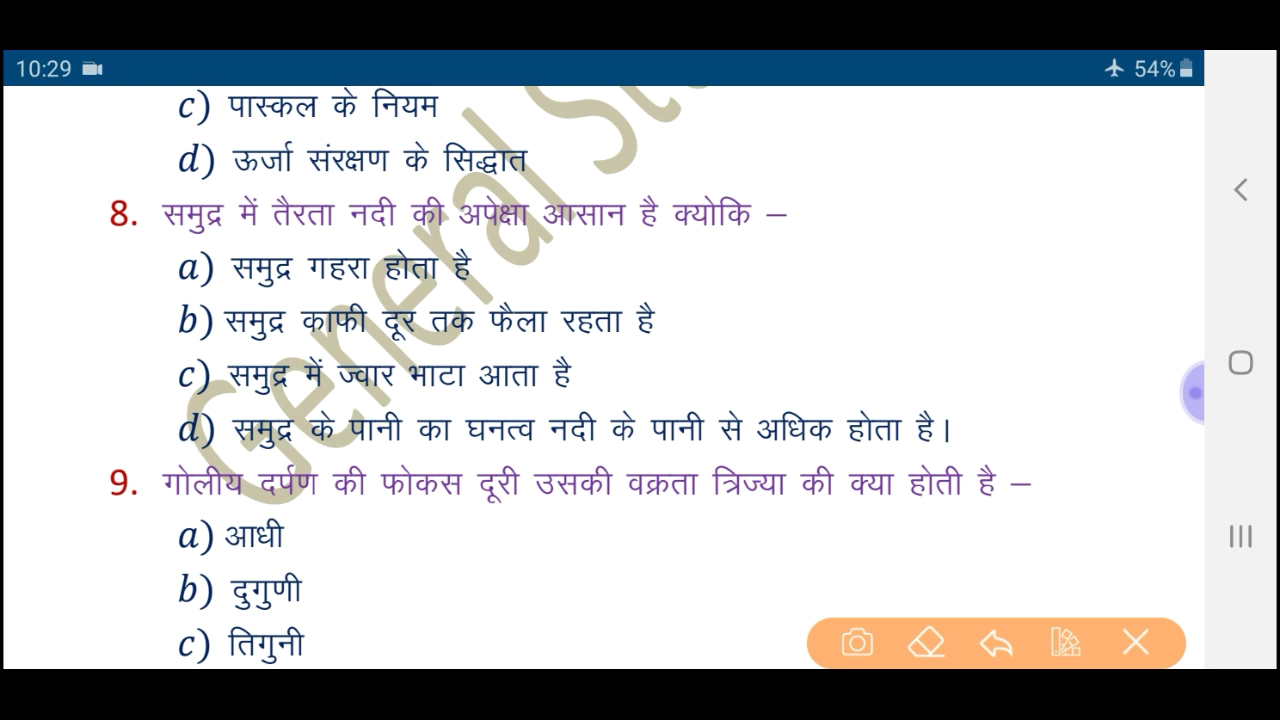 10:29
54%
c) पास्कल के नियम
d) ऊर्जा संरक्षण के सिद्धात
8. समुद्र में तैरता नदी की अपेक्षा आसान है क्योकि –
a) समुद्र गहरा होता है
b) समुद्र काफी दूर तक फैला रहता है
c) समुद्र में ज्वार भाटा आता है
d) समुद्र के पानी का घनत्व नदी के पानी से अधिक होता है।
9. गोलीय दर्पण की फोकस दूरी उसकी वक्रता त्रिज्या की क्या होती है –
a) आधी
b) दुगुणी
c) तिगुनी
General